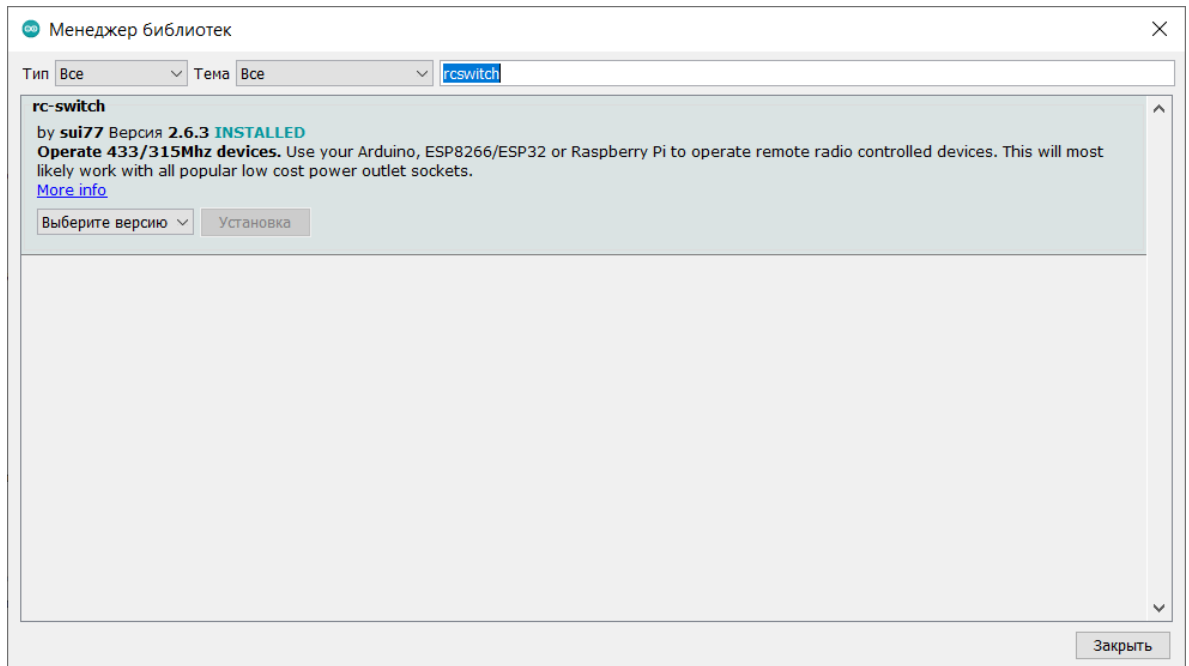 Менеджер библиотек
Тип Все Тема Все rcswitch
rc-switch
by sui77 Версия 2.6.3 INSTALLED
Operate 433/315Mhz devices. Use your Arduino, ESP8266/ESP32 or Raspberry Pi to operate remote radio controlled devices. This will most
likely work with all popular low cost power outlet sockets.
More info
Выберите версию Установка
Закрыть